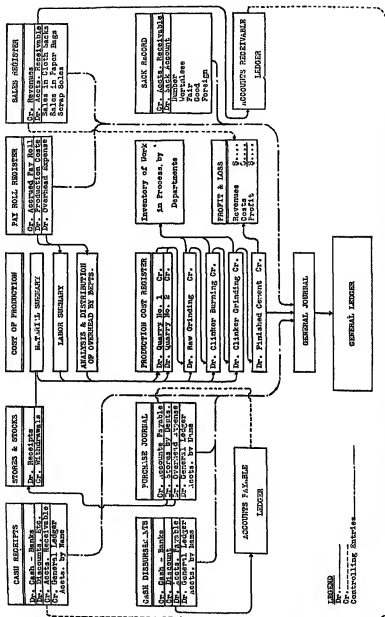 CASH RECEIPTS
Dr. Cash - Banks
Dr. Discounts, Etc.
Cr. Accts. Receivable
Cr. General Ledger
Accts. by Name
CASH DISBURSEMENTS
Cr. Cash - Banks
Cr. Discount
Dr. Accts. Payable
Dr. General Ledger
Accts. by Name
STORES & STOCKS
Dr. Receipts
Cr. Withdrawals
PURCHASE JOURNAL
Cr. Accounts Payable
Dr. Stores by Depts.
Dr. Overhead Expense
Dr. General Ledger
Accts. by Name
ACCOUNTS PAYABLE
LEDGER
COST OF PRODUCTION
MATERIAL SUMMARY
LABOR SUMMARY
ANALYSIS & DISTRIBUTION
OF OVERHEAD BY DEPTS.
PRODUCTION COST REGISTER
Dr. Quarry No. 1 Cr.
Dr. Quarry No. 2 Cr.
Dr. Raw Grinding Cr.
Dr. Clinker Burning Cr.
Dr. Clinker Grinding Cr.
Dr. Finished Cement Cr.
PAY ROLL REGISTER
Cr. Accrued Pay Roll
Dr. Production Costs
Dr. Overhead Expense
Inventory of Work
in Process, by
Departments
PROFIT & LOSS
Revenues $....
Costs $....
Profit $....
SALES REGISTER
Cr. Revenues
Dr. Accts. Receivable
Sales in Cloth Sacks
Sales in Paper Bags
Scrap Sales
SACK RECORD
Cr. Accts. Receivable
Dr. Sack Account
Number
Worthless
Fair
Good
Foreign
ACCOUNTS RECEIVABLE
LEDGER
GENERAL JOURNAL
GENERAL LEDGER
LEGEND
Dr.
Cr.
Controlling Entries